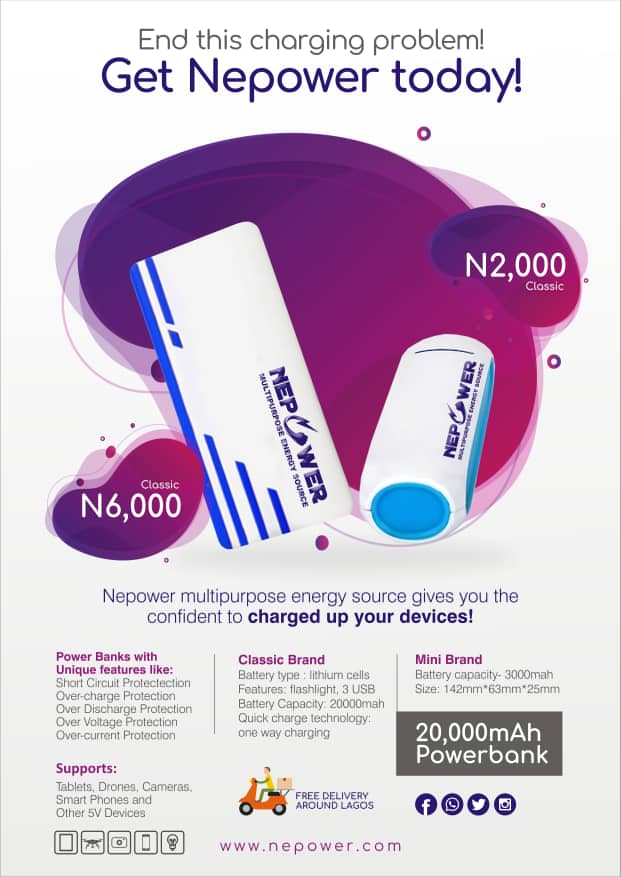 End this charging problem!
Get Nepower today!
N2,000
Classic
NEPOWER
MULTIPURPOSE ENERGY SOURCE
NEPOWER
MULTIPURPOSE ENERGY SOURCE
Classic
N6,000
Nepower multipurpose energy source gives you the
confident to charged up your devices!
Power Banks with
Unique features like:
Short Circuit Protectection
Over-charge Protection
Over Discharge Protection
Over Voltage Protection
Over-current Protection
Supports:
Tablets, Drones, Cameras,
Smart Phones and
Other 5V Devices
Classic Brand
Battery type : lithium cells
Features: flashlight, 3 USB
Battery Capacity: 20000mah
Quick charge technology:
one way charging
FREE DELIVERY
AROUND LAGOS
Mini Brand
Battery capacity- 3000mah
Size: 142mm*63mm*25mm
20,000mAh
Powerbank
www.nepower.com